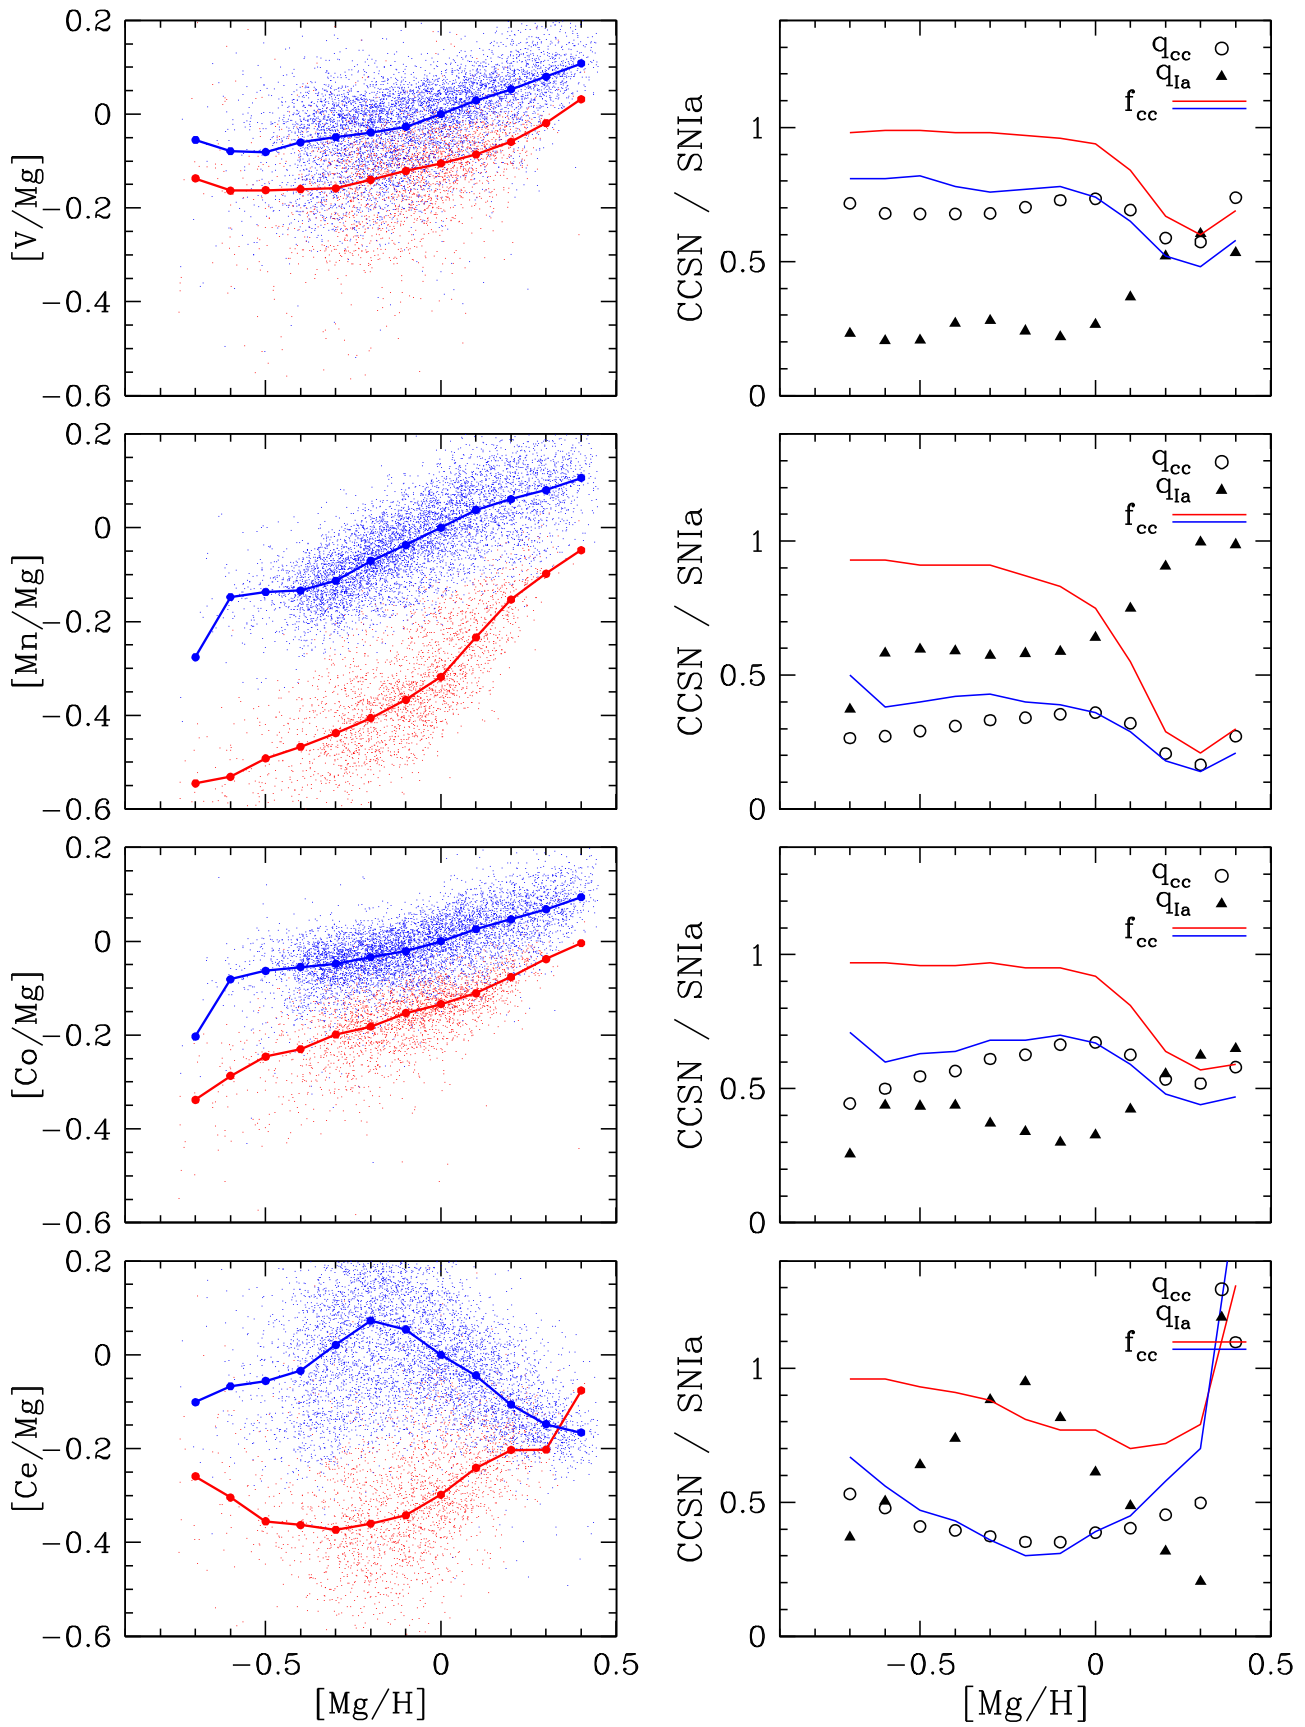 0.2
0
−0.2
−0.4
−0.6
[V/Mg]
1
0.5
0
CCSN / SNIa
q_cc
q_Ia
f_cc
0.2
0
−0.2
−0.4
−0.6
[Mn/Mg]
1
0.5
0
CCSN / SNIa
q_cc
q_Ia
f_cc
0.2
0
−0.2
−0.4
−0.6
[Co/Mg]
1
0.5
0
CCSN / SNIa
q_cc
q_Ia
f_cc
0.2
0
−0.2
−0.4
−0.6
[Ce/Mg]
−0.5 0 0.5
[Mg/H]
1
0.5
0
CCSN / SNIa
q_cc
q_Ia
f_cc
−0.5 0 0.5
[Mg/H]